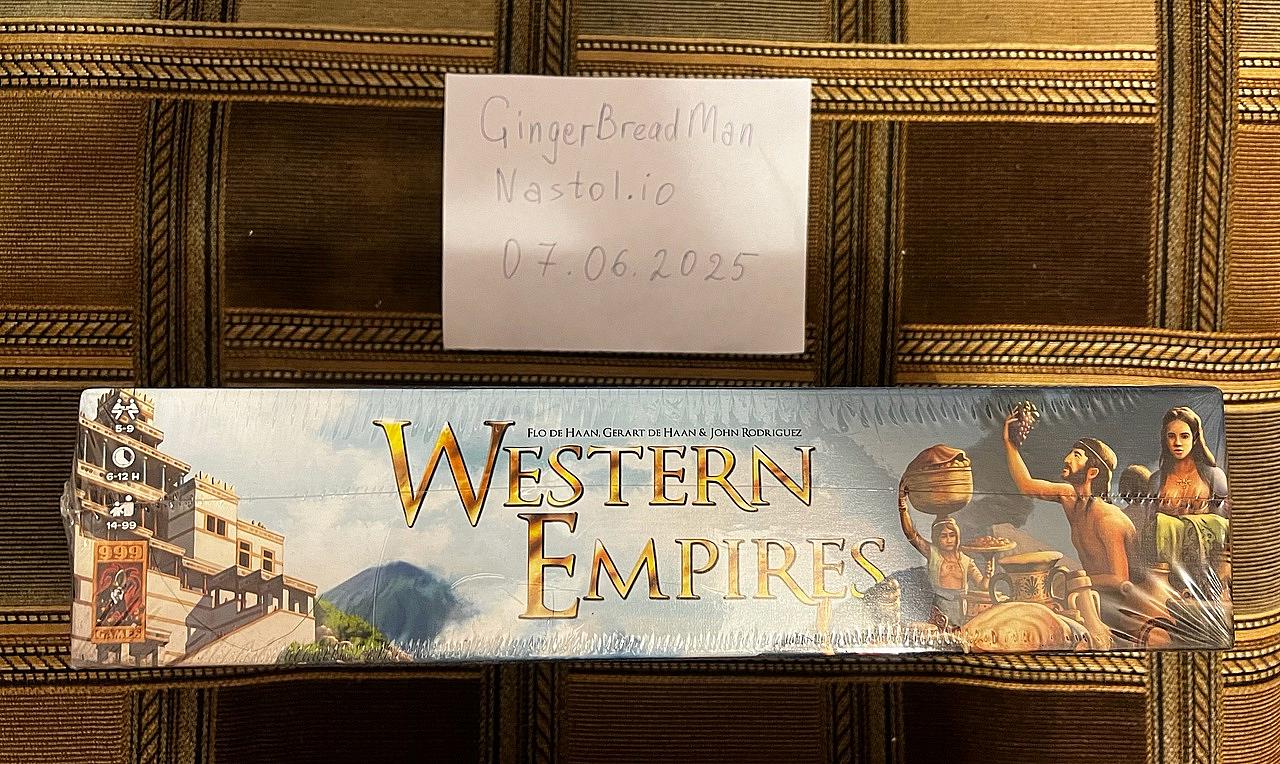 GingerBreadMan
Nastol.io
07.06.2025
5-9
6-12 H
14-99
999
GAMES
Flo de Haan, Gerart de Haan & John Rodriguez
Western
Empires